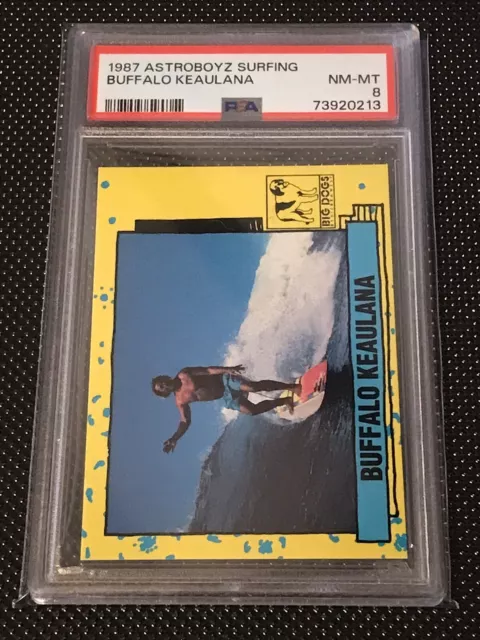 1987 ASTROBOYZ SURFING
BUFFALO KEAULANA
NM-MT
8
PSA
73920213
BIG DOGS
BUFFALO KEAULANA